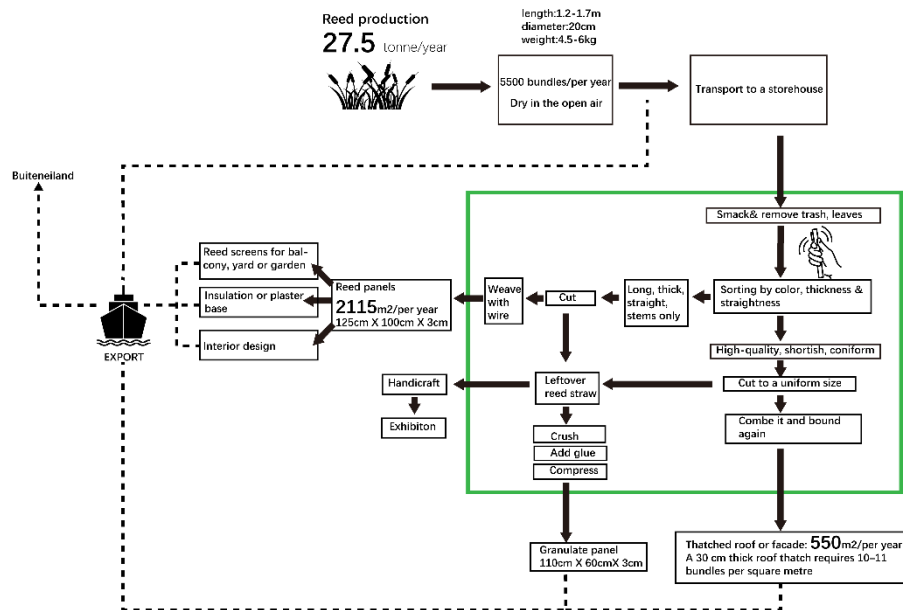 Reed production
27.5 tonne/year
length:1.2-1.7m
diameter:20cm
weight:4.5-6kg
5500 bundles/per year
Dry in the open air
Transport to a storehouse
Buiteneiland
Smack& remove trash, leaves
Reed screens for bal-
cony, yard or garden
Insulation or plaster
base
Interior design
EXPORT
Reed panels
2115m2/per year
125cm X 100cm X 3cm
Weave
with
wire
Cut
Long, thick,
straight,
stems only
Sorting by color, thickness &
straightness
High-quality, shortish, coniform
Handicraft
Exhibiton
Leftover
reed straw
Cut to a uniform size
Combe it and bound
again
Crush
Add glue
Compress
Granulate panel
110cm X 60cmX 3cm
Thatched roof or facade: 550m2/per year
A 30 cm thick roof thatch requires 10–11
bundles per square metre